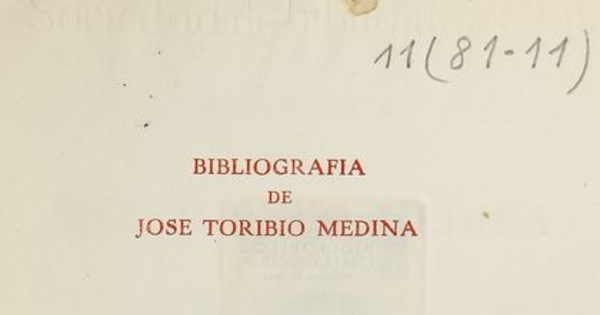 11(81-11)
BIBLIOGRAFIA
DE
JOSE TORIBIO MEDINA